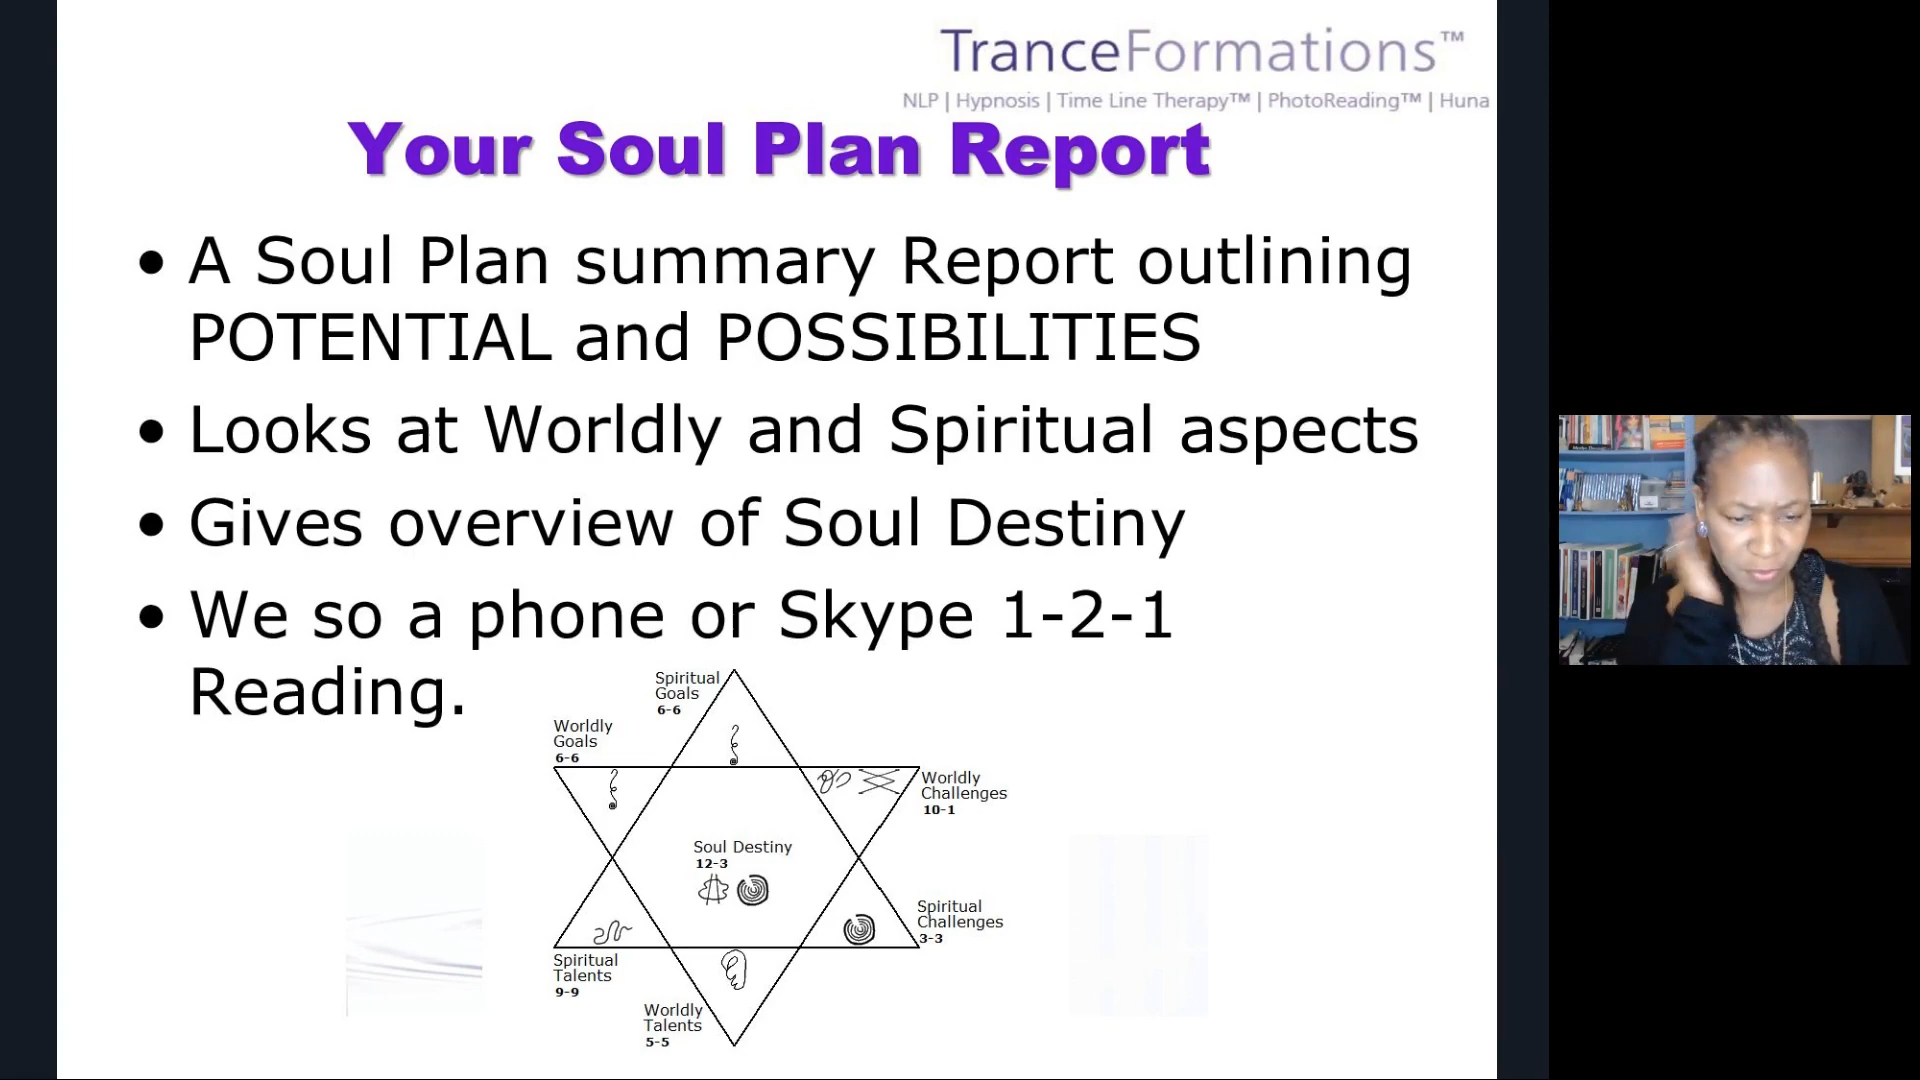 TranceFormations™
NLP | Hypnosis | Time Line Therapy™ | PhotoReading™ | Huna
Your Soul Plan Report
• A Soul Plan summary Report outlining
POTENTIAL and POSSIBILITIES
• Looks at Worldly and Spiritual aspects
• Gives overview of Soul Destiny
• We so a phone or Skype 1-2-1
Reading.
Spiritual
Goals
6-6
Worldly
Goals
6-6
Worldly
Challenges
10-1
Soul Destiny
12-3
Spiritual
Challenges
3-3
Spiritual
Talents
9-9
Worldly
Talents
5-5